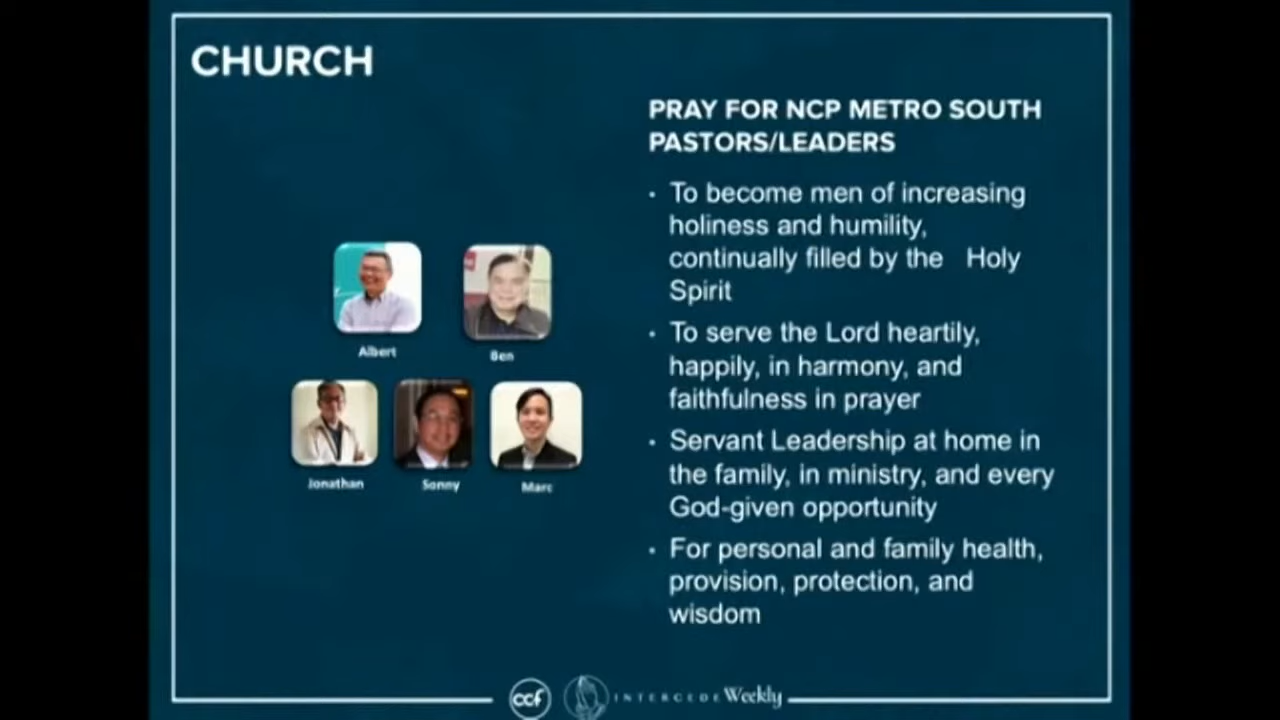 CHURCH
PRAY FOR NCP METRO SOUTH
PASTORS/LEADERS
• To become men of increasing
holiness and humility,
continually filled by the Holy
Spirit
• To serve the Lord heartily,
happily, in harmony, and
faithfulness in prayer
• Servant Leadership at home in
the family, in ministry, and every
God-given opportunity
• For personal and family health,
provision, protection, and
wisdom
Albert
Ben
Jonathan
Sonny
Marc
ccf
INTERCEDE Weekly